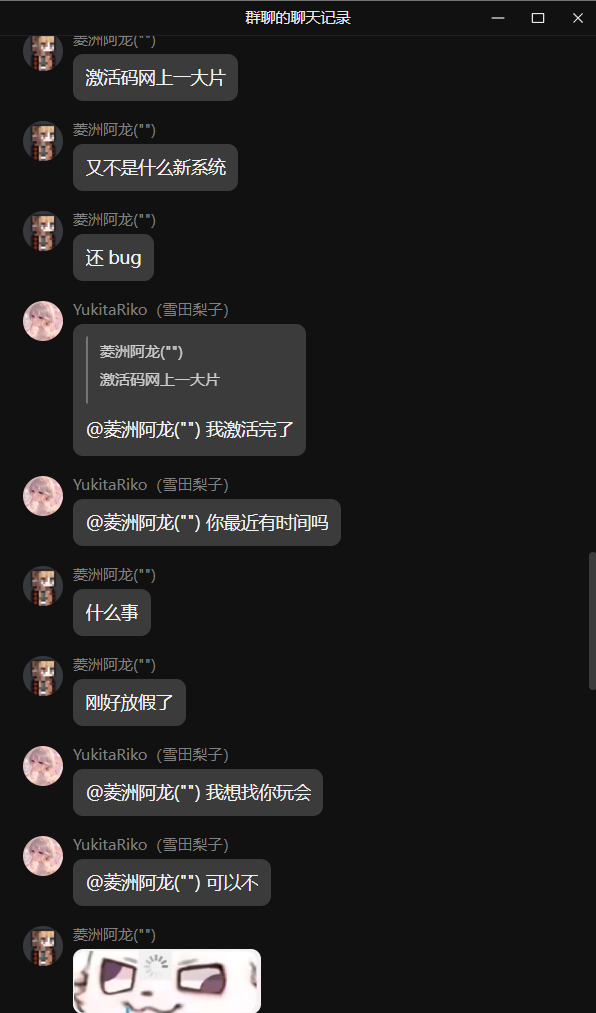 群聊的聊天记录
菱洲阿龙("")
激活码网上一大片
菱洲阿龙("")
又不是什么新系统
菱洲阿龙("")
还 bug
YukitaRiko（雪田梨子）
菱洲阿龙("")
激活码网上一大片
@菱洲阿龙("") 我激活完了
YukitaRiko（雪田梨子）
@菱洲阿龙("") 你最近有时间吗
菱洲阿龙("")
什么事
菱洲阿龙("")
刚好放假了
YukitaRiko（雪田梨子）
@菱洲阿龙("") 我想找你玩会
YukitaRiko（雪田梨子）
@菱洲阿龙("") 可以不
菱洲阿龙("")